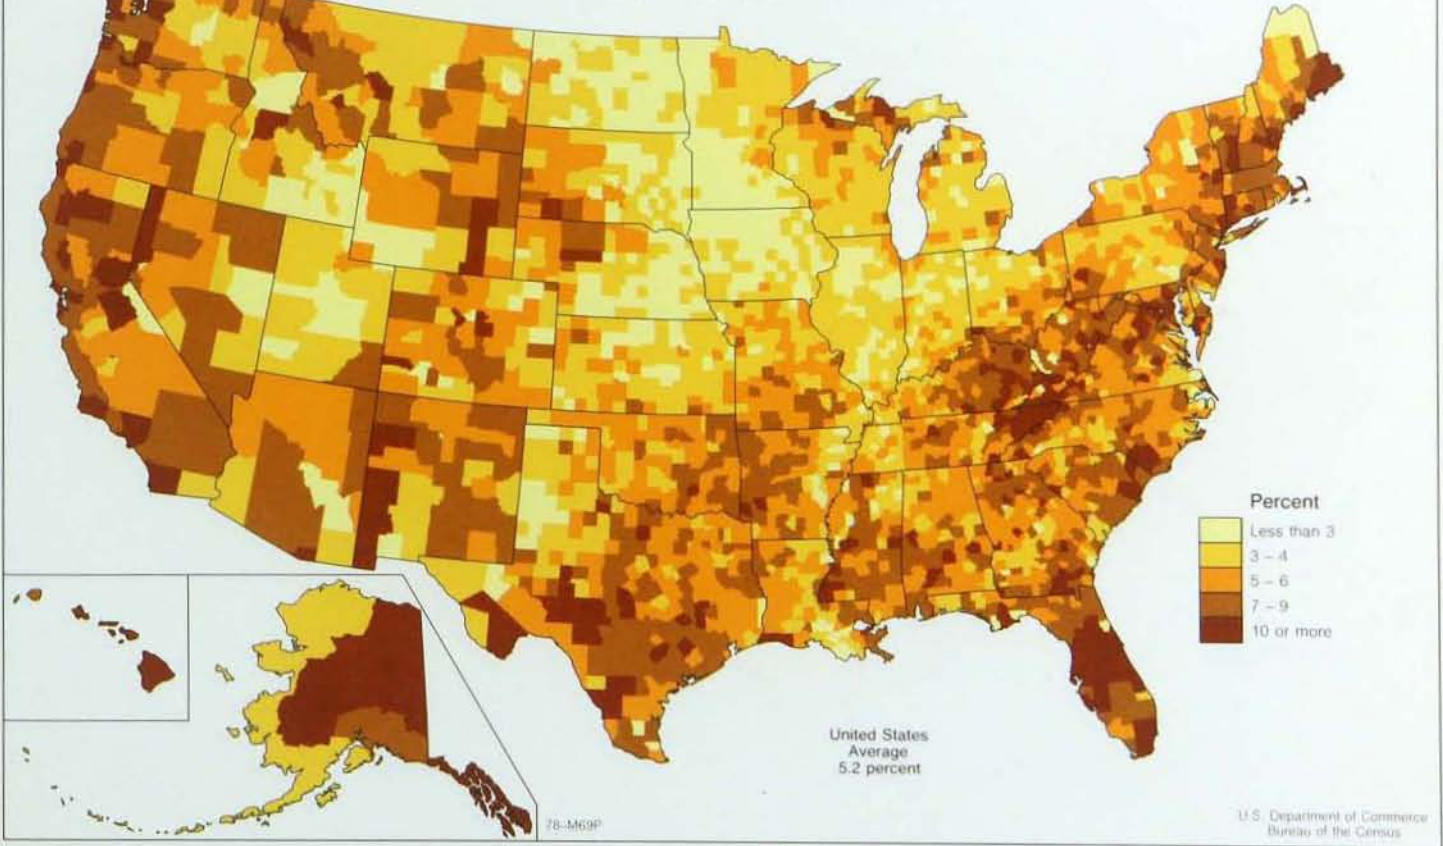 Percent
Less than 3
3 – 4
5 – 6
7 – 9
10 or more
United States
Average
5.2 percent
78-M69P
U.S. Department of Commerce
Bureau of the Census